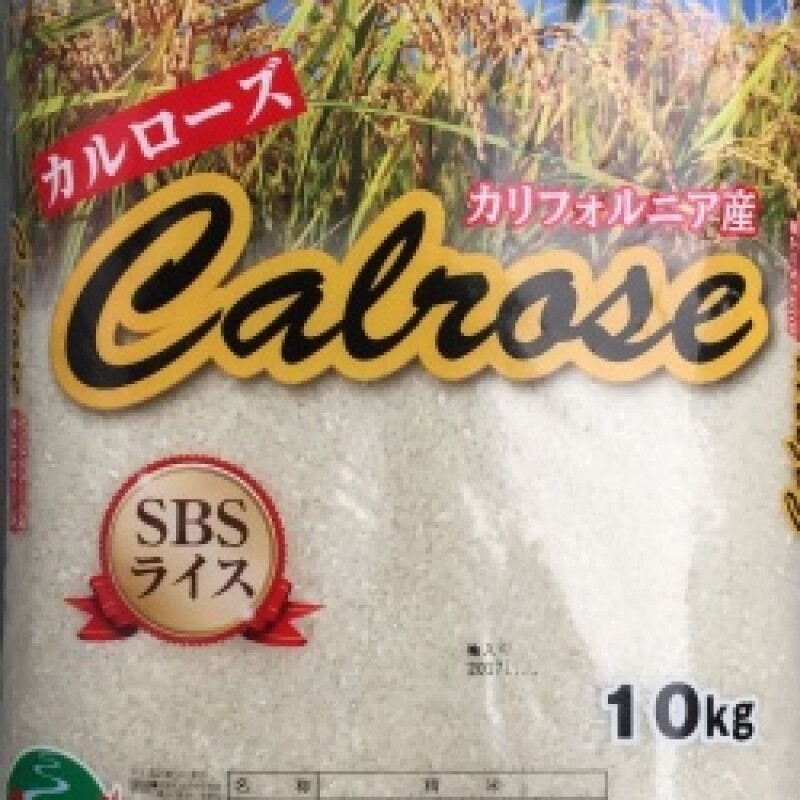 カルローズ
カリフォルニア産
Calrose
SBS
ライス
10kg
名 称 精 米